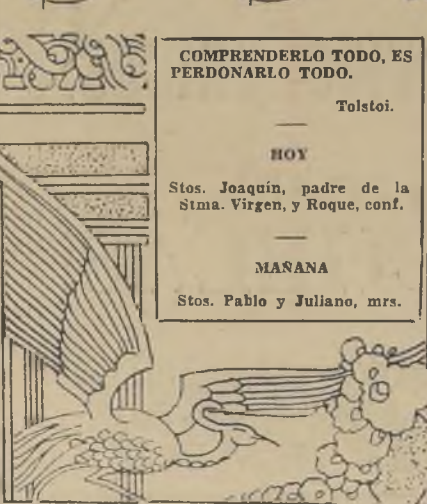 COMPRENDERLO TODO, ES
PERDONARLO TODO.
Tolstoi.
HOY
Stos. Joaquín, padre de la
Stma. Virgen, y Roque, conf.
MAÑANA
Stos. Pablo y Juliano, mrs.